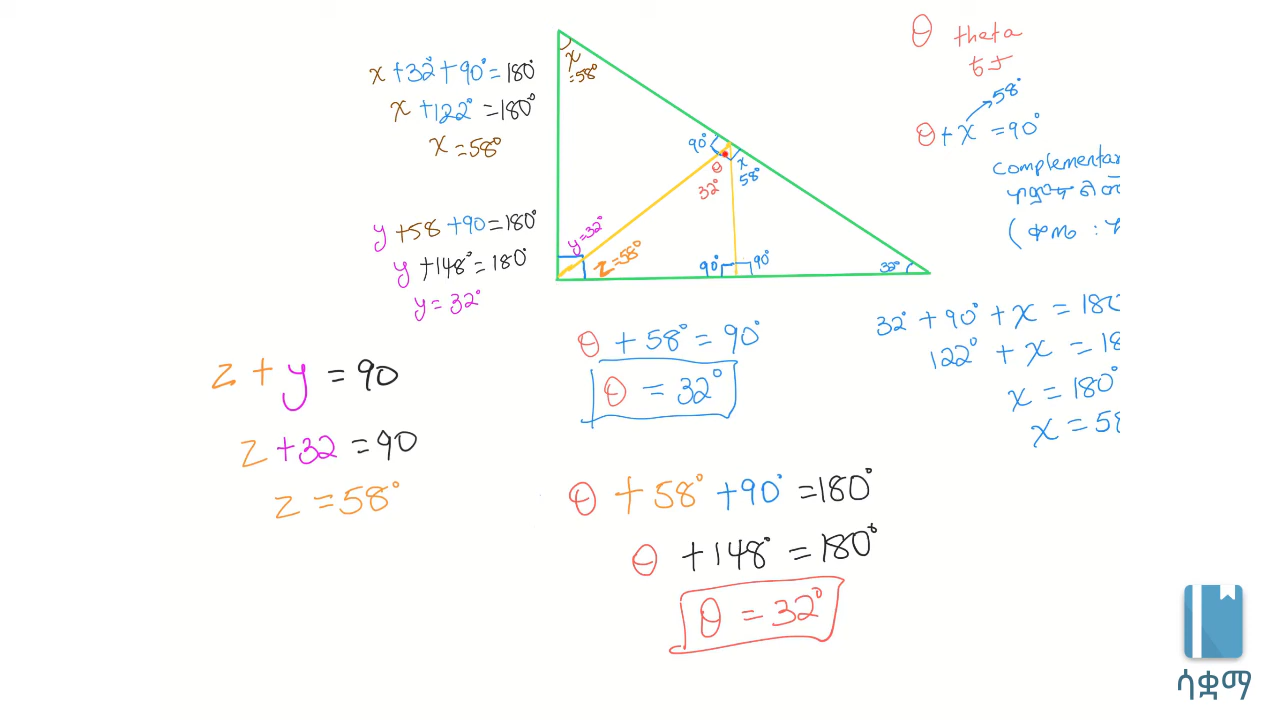 x + 32° + 90° = 180°
x + 122° = 180°
x = 58°
y + 58 + 90 = 180°
y + 148° = 180°
y = 32°
z + y = 90
z + 32 = 90
z = 58°
x
= 58°
90°
θ
32°
x
58°
y = 32°
z = 58°
90°
90°
32°
θ theta
θ + x = 90°
58°
complementar
32° + 90° + x = 180
122° + x = 18
x = 180°
x = 58
θ + 58° = 90°
θ = 32°
θ + 58° + 90° = 180°
θ + 148° = 180°
θ = 32°
ሳቋማ